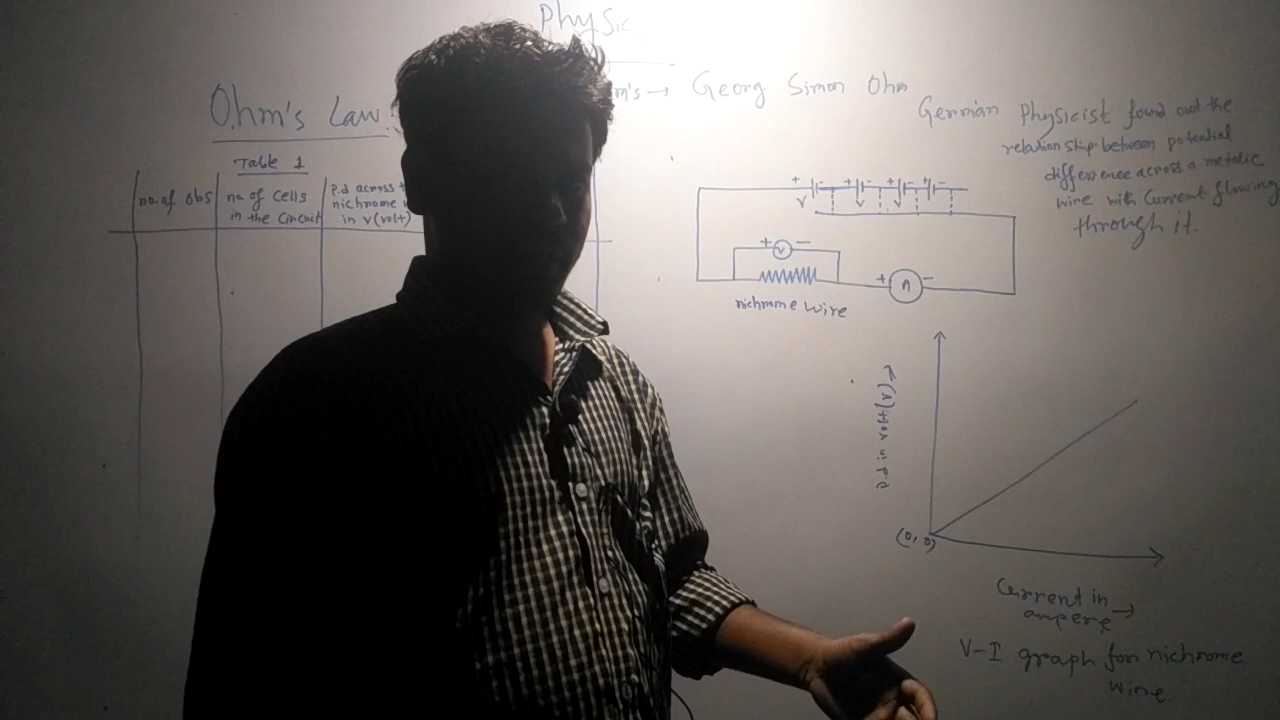 Physic
Ohm's Law:
m's → Georg Simon Ohm
German Physicist found out the
relationship between potential
difference across a metalic
wire with current flowing
through it.
Table 1
no. of obs
no. of cells
in the circuit
P.d across
nichrome
in v(volt)
+ - + - + - + -
V
+ V -
nichrome wire
+ A -
P.d in volt (V) →
(0, 0)
Current in →
ampere
V-I graph for nichrome
wire